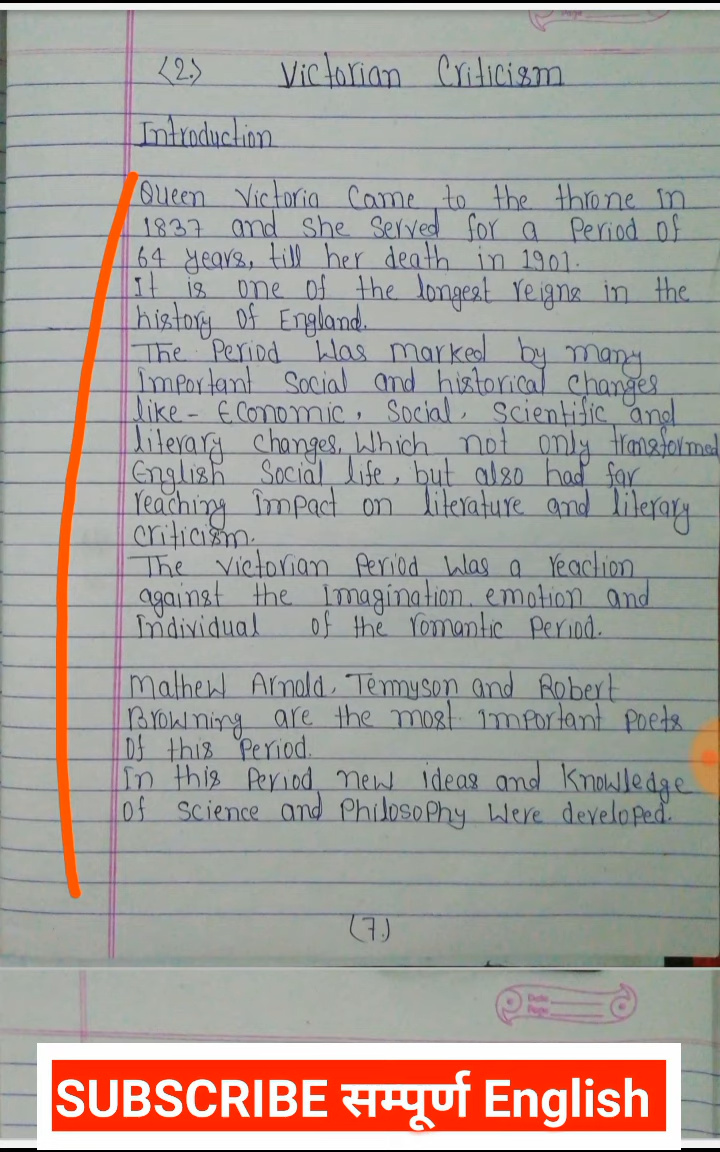 <2.> Victorian Criticism
Introduction
Queen Victoria Came to the throne in
1837 and she served for a Period of
64 years, till her death in 1901.
It is one of the longest reigns in the
history of England.
The Period Was marked by many
important Social and historical changes
like - Economic, Social, Scientific and
literary changes, Which not only transformed
English Social life, but also had far
reaching impact on literature and literary
criticism.
The Victorian Period Was a reaction
against the imagination, emotion and
individual of the romantic Period.
Mathew Arnold, Tennyson and Robert
Browning are the most important Poets
Of this Period.
In this Period new ideas and Knowledge
Of science and Philosophy Were developed.
(7.)
Date
Page
SUBSCRIBE सम्पूर्ण English